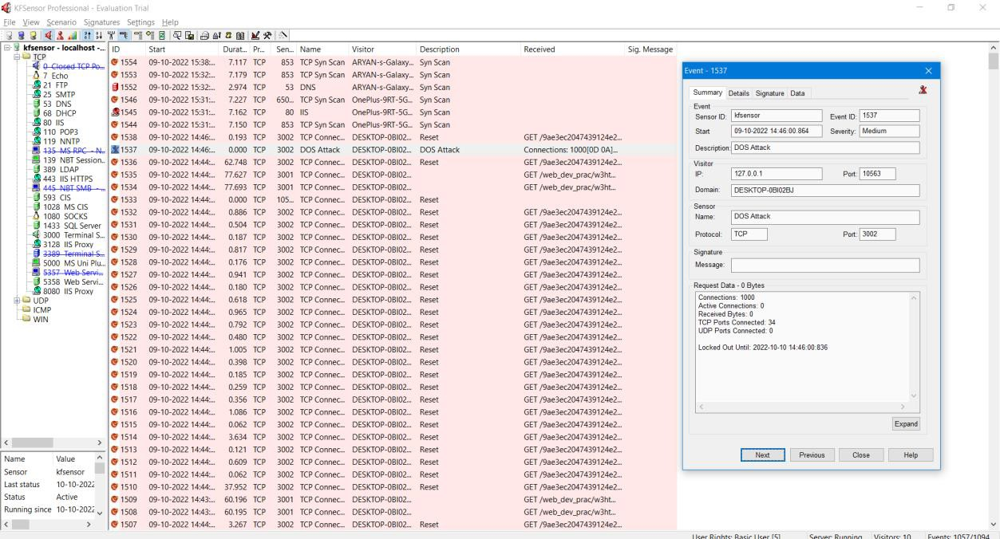 KFSensor Professional - Evaluation Trial
File View Scenario Signatures Settings Help
kfsensor - localhost -...
TCP
0 Closed TCP Po...
7 Echo
21 FTP
25 SMTP
53 DNS
68 DHCP
80 IIS
110 POP3
119 NNTP
135 MS RPC - N...
139 NBT Session...
389 LDAP
443 IIS HTTPS
445 NBT SMB - ...
593 CIS
1028 MS CIS
1080 SOCKS
1433 SQL Server
3000 Terminal S...
3128 IIS Proxy
3389 Terminal S...
5000 MS Uni Plu...
5357 Web Servi...
5358 Web Servi...
8080 IIS Proxy
UDP
ICMP
WIN
Name Value
Sensor kfsensor
Last status 10-10-2022
Status Active
Running since 10-10-2022
ID Start Durat... Pr... Sen... Name Visitor Description Received Sig. Message
1554 09-10-2022 15:38:... 7.117 TCP 853 TCP Syn Scan ARYAN-s-Galaxy... Syn Scan
1553 09-10-2022 15:32:... 7.179 TCP 853 TCP Syn Scan ARYAN-s-Galaxy... Syn Scan
1552 09-10-2022 15:32:... 2.974 TCP 53 DNS ARYAN-s-Galaxy... Syn Scan
1546 09-10-2022 15:31:... 7.227 TCP 650... TCP Syn Scan OnePlus-9RT-5G... Syn Scan
1545 09-10-2022 15:31:... 7.162 TCP 80 IIS OnePlus-9RT-5G... Syn Scan
1544 09-10-2022 15:31:... 7.150 TCP 853 TCP Syn Scan OnePlus-9RT-5G... Syn Scan
1538 09-10-2022 14:46:... 0.193 TCP 3002 TCP Connec... DESKTOP-0BI02... Reset GET /9ae3ec2047439124e2...
1537 09-10-2022 14:46:... 0.000 TCP 3002 DOS Attack DESKTOP-0BI02... DOS Attack Connections: 1000[0D 0A]...
1536 09-10-2022 14:44:... 62.748 TCP 3002 TCP Connec... DESKTOP-0BI02... Reset GET /9ae3ec2047439124e2...
1535 09-10-2022 14:44:... 77.627 TCP 3001 TCP Connec... DESKTOP-0BI02... GET /web_dev_prac/w3ht...
1534 09-10-2022 14:44:... 77.693 TCP 3001 TCP Connec... DESKTOP-0BI02... GET /web_dev_prac/w3ht...
1533 09-10-2022 14:44:... 0.000 TCP 105... TCP Connec... DESKTOP-0BI02... Reset
1532 09-10-2022 14:44:... 0.886 TCP 3002 TCP Connec... DESKTOP-0BI02... Reset GET /9ae3ec2047439124e2...
1531 09-10-2022 14:44:... 0.504 TCP 3002 TCP Connec... DESKTOP-0BI02... Reset GET /9ae3ec2047439124e2...
1530 09-10-2022 14:44:... 0.187 TCP 3002 TCP Connec... DESKTOP-0BI02... Reset GET /9ae3ec2047439124e2...
1529 09-10-2022 14:44:... 0.817 TCP 3002 TCP Connec... DESKTOP-0BI02... Reset GET /9ae3ec2047439124e2...
1528 09-10-2022 14:44:... 0.176 TCP 3002 TCP Connec... DESKTOP-0BI02... Reset GET /9ae3ec2047439124e2...
1527 09-10-2022 14:44:... 0.941 TCP 3002 TCP Connec... DESKTOP-0BI02... Reset GET /9ae3ec2047439124e2...
1526 09-10-2022 14:44:... 0.180 TCP 3002 TCP Connec... DESKTOP-0BI02... Reset GET /9ae3ec2047439124e2...
1525 09-10-2022 14:44:... 0.618 TCP 3002 TCP Connec... DESKTOP-0BI02... Reset GET /9ae3ec2047439124e2...
1524 09-10-2022 14:44:... 0.965 TCP 3002 TCP Connec... DESKTOP-0BI02... Reset GET /9ae3ec2047439124e2...
1523 09-10-2022 14:44:... 0.792 TCP 3002 TCP Connec... DESKTOP-0BI02... Reset GET /9ae3ec2047439124e2...
1522 09-10-2022 14:44:... 0.480 TCP 3002 TCP Connec... DESKTOP-0BI02... Reset GET /9ae3ec2047439124e2...
1521 09-10-2022 14:44:... 1.005 TCP 3002 TCP Connec... DESKTOP-0BI02... Reset GET /9ae3ec2047439124e2...
1520 09-10-2022 14:44:... 0.398 TCP 3002 TCP Connec... DESKTOP-0BI02... Reset GET /9ae3ec2047439124e2...
1519 09-10-2022 14:44:... 0.185 TCP 3002 TCP Connec... DESKTOP-0BI02... Reset GET /9ae3ec2047439124e2...
1518 09-10-2022 14:44:... 0.259 TCP 3002 TCP Connec... DESKTOP-0BI02... Reset GET /9ae3ec2047439124e2...
1517 09-10-2022 14:44:... 0.356 TCP 3002 TCP Connec... DESKTOP-0BI02... Reset GET /9ae3ec2047439124e2...
1516 09-10-2022 14:44:... 1.086 TCP 3002 TCP Connec... DESKTOP-0BI02... Reset GET /9ae3ec2047439124e2...
1515 09-10-2022 14:44:... 0.062 TCP 3002 TCP Connec... DESKTOP-0BI02... Reset GET /9ae3ec2047439124e2...
1514 09-10-2022 14:44:... 3.634 TCP 3002 TCP Connec... DESKTOP-0BI02... Reset GET /9ae3ec2047439124e2...
1513 09-10-2022 14:44:... 0.121 TCP 3002 TCP Connec... DESKTOP-0BI02... Reset GET /9ae3ec2047439124e2...
1512 09-10-2022 14:44:... 0.609 TCP 3002 TCP Connec... DESKTOP-0BI02... Reset GET /9ae3ec2047439124e2...
1511 09-10-2022 14:44:... 0.062 TCP 3002 TCP Connec... DESKTOP-0BI02... Reset GET /9ae3ec2047439124e2...
1510 09-10-2022 14:44:... 37.952 TCP 3002 TCP Connec... DESKTOP-0BI02... Reset GET /9ae3ec2047439124e2...
1509 09-10-2022 14:43:... 60.196 TCP 3001 TCP Connec... DESKTOP-0BI02... GET /web_dev_prac/w3ht...
1508 09-10-2022 14:43:... 60.195 TCP 3001 TCP Connec... DESKTOP-0BI02... GET /web_dev_prac/w3ht...
1507 09-10-2022 14:44:... 3.267 TCP 3002 TCP Connec... DESKTOP-0BI02... Reset GET /9ae3ec2047439124e2...
Event - 1537
Summary Details Signature Data
Event
Sensor ID: kfsensor Event ID: 1537
Start 09-10-2022 14:46:00.864 Severity: Medium
Description: DOS Attack
Visitor
IP: 127.0.0.1 Port: 10563
Domain: DESKTOP-0BI02BJ
Sensor
Name: DOS Attack
Protocol: TCP Port: 3002
Signature
Message:
Request Data - 0 Bytes
Connections: 1000
Active Connections: 0
Received Bytes: 0
TCP Ports Connected: 34
UDP Ports Connected: 0
Locked Out Until: 2022-10-10 14:46:00:836
Expand
Next Previous Close Help
User Rights: Basic User [5] Server: Running Visitors: 10 Events: 1057/1094